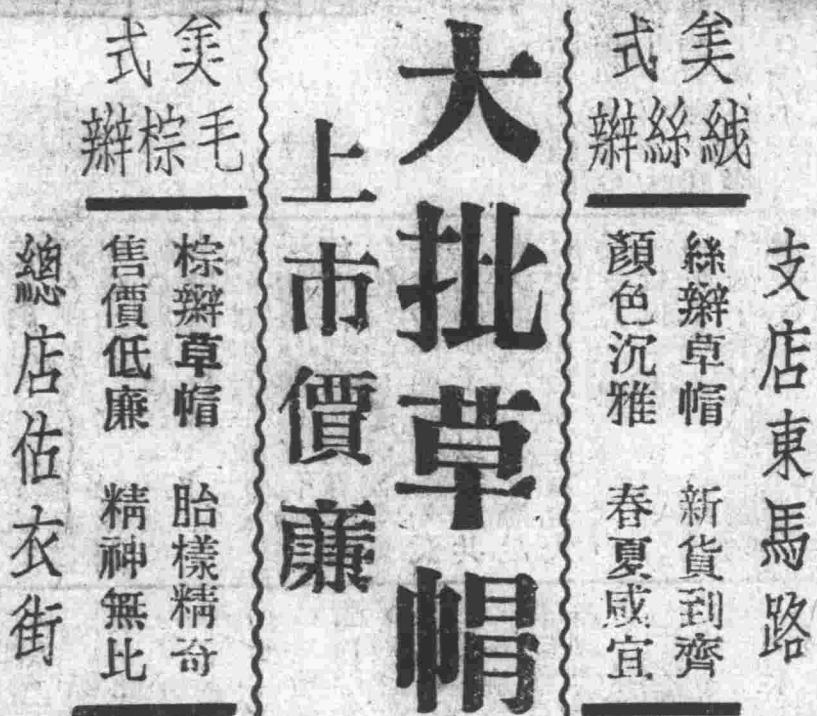 支店東馬路
美式
絨絲辮
絲辮草帽 新貨到齊
顏色沉雅 春夏咸宜
大批草帽
上市價廉
美式
毛棕辮
棕辮草帽 胎樣精奇
售價低廉 精神無比
總店估衣街